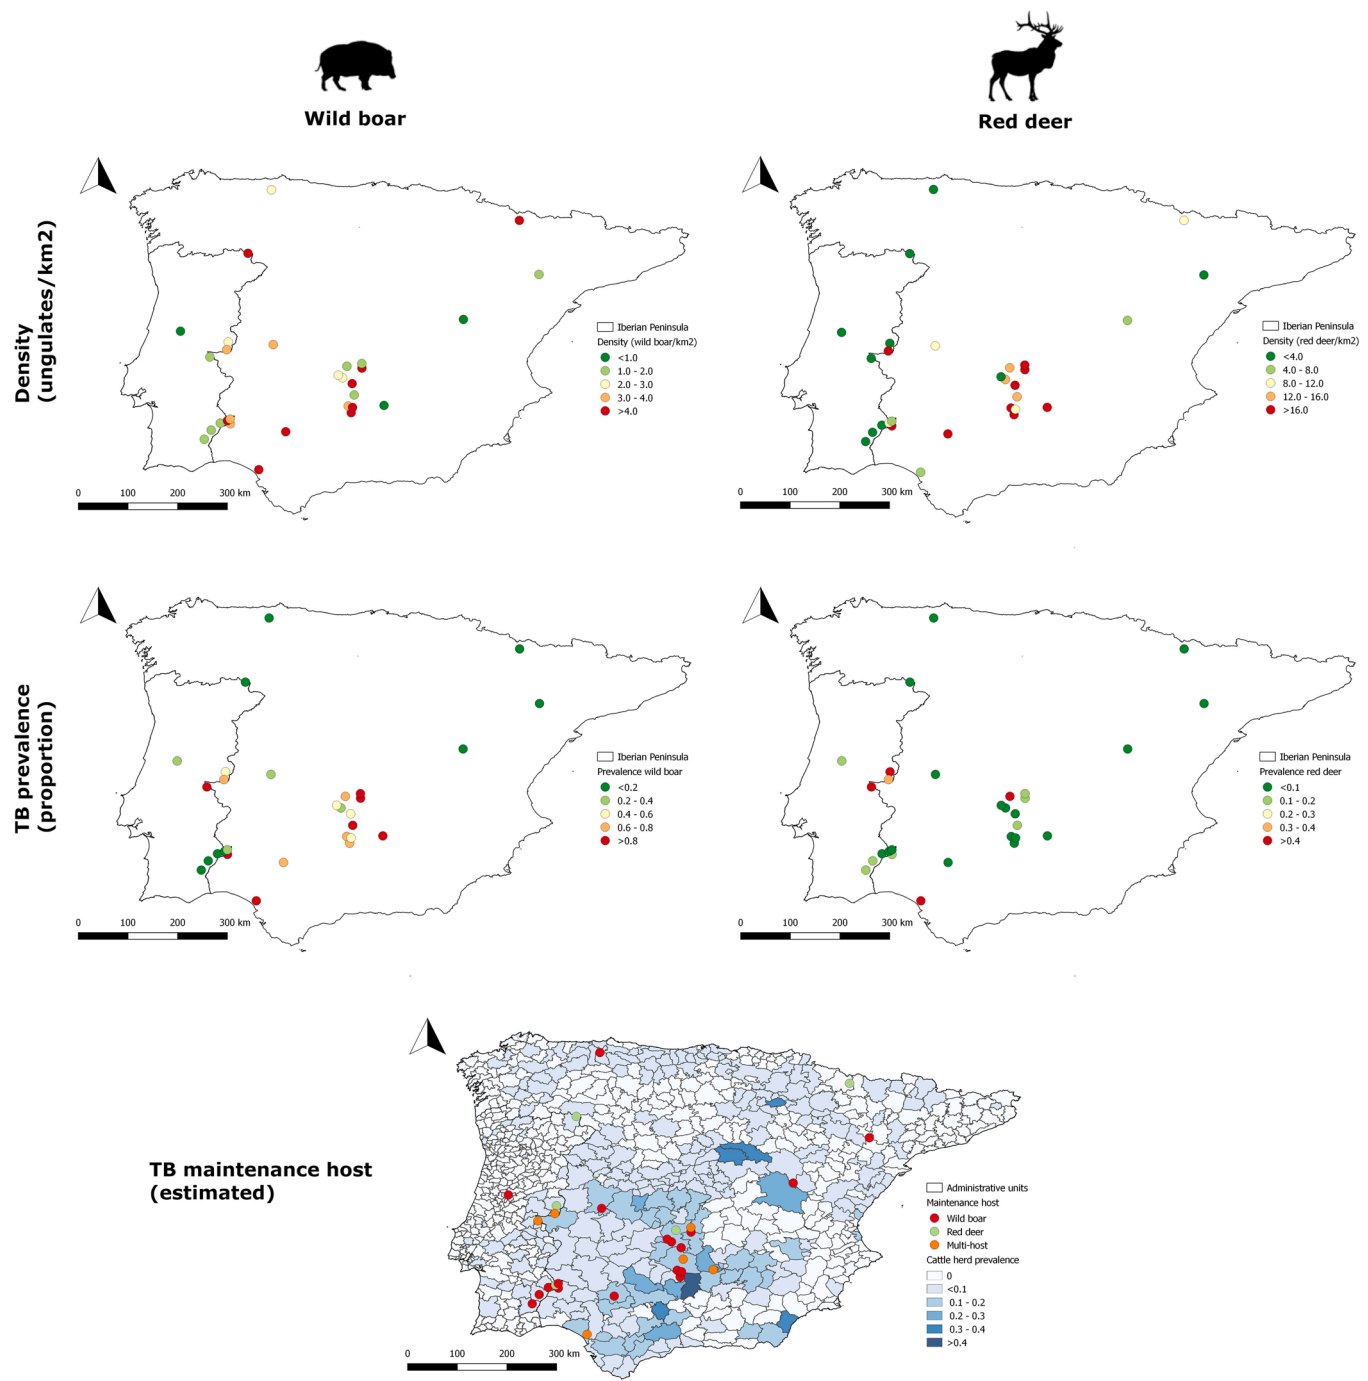 Wild boar
Red deer
Density
(ungulates/km2)
Iberian Peninsula
Density (wild boar/km2)
<1.0
1.0 - 2.0
2.0 - 3.0
3.0 - 4.0
>4.0
0 100 200 300 km
Iberian Peninsula
Density (red deer/km2)
<4.0
4.0 - 8.0
8.0 - 12.0
12.0 - 16.0
>16.0
0 100 200 300 km
TB prevalence
(proportion)
Iberian Peninsula
Prevalence wild boar
<0.2
0.2 - 0.4
0.4 - 0.6
0.6 - 0.8
>0.8
0 100 200 300 km
Iberian Peninsula
Prevalence red deer
<0.1
0.1 - 0.2
0.2 - 0.3
0.3 - 0.4
>0.4
0 100 200 300 km
TB maintenance host
(estimated)
Administrative units
Maintenance host
Wild boar
Red deer
Multi-host
Cattle herd prevalence
0
<0.1
0.1 - 0.2
0.2 - 0.3
0.3 - 0.4
>0.4
0 100 200 300 km